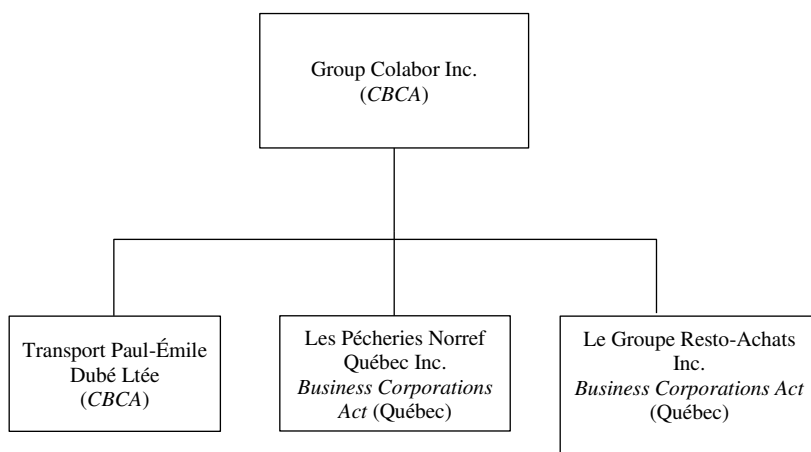 Group Colabor Inc.
(CBCA)
Transport Paul-Émile
Dubé Ltée
(CBCA)
Les Pécheries Norref
Québec Inc.
Business Corporations
Act (Québec)
Le Groupe Resto-Achats
Inc.
Business Corporations Act
(Québec)